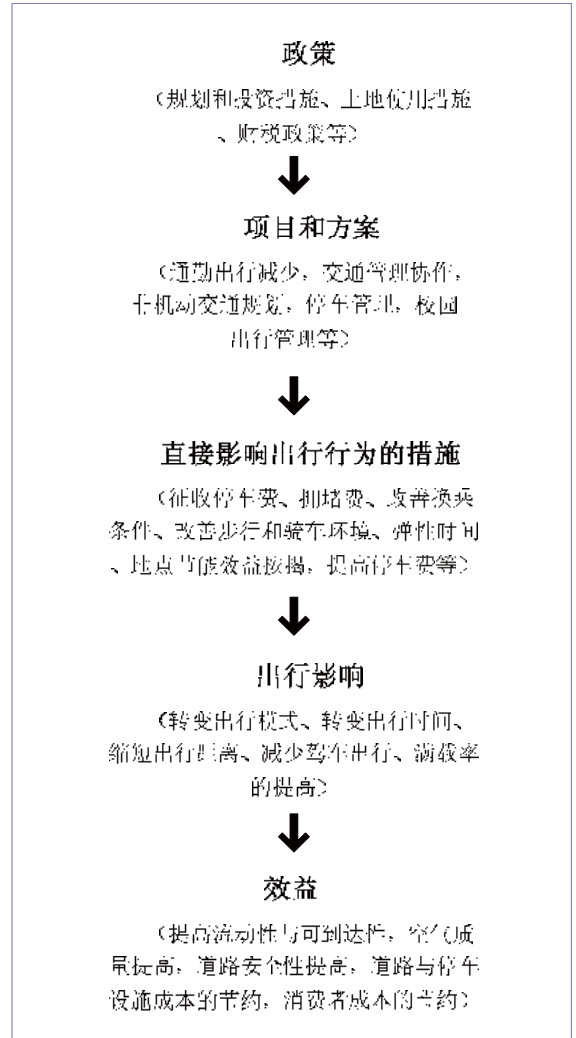 政策
(规划和投资措施、土地使用措施
、财税政策等)
项目和方案
(通勤出行减少，交通管理协作，
非机动交通规划，停车管理，校园
出行管理等)
直接影响出行行为的措施
(征收停车费、拥堵费、改善换乘
条件、改善步行和骑车环境、弹性时间
、地点节能效益按揭，提高停车费等)
出行影响
(转变出行模式、转变出行时间、
缩短出行距离、减少驾车出行、满载率
的提高)
效益
(提高流动性与可到达性，空气质
量提高，道路安全性提高，道路与停车
设施成本的节约，消费者成本的节约)